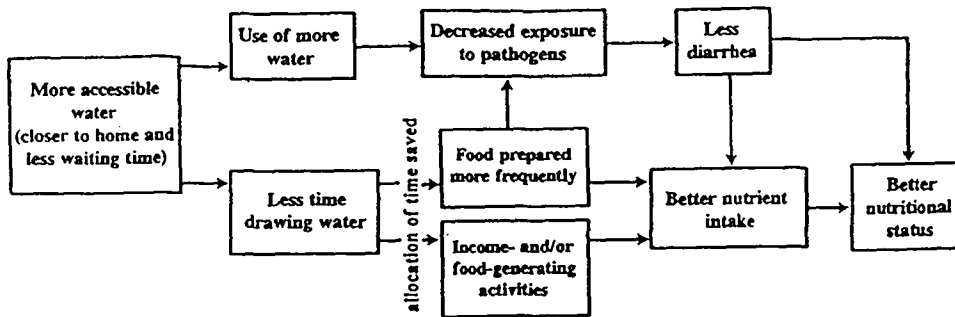 More accessible
water
(closer to home and
less waiting time)
Use of more
water
Decreased exposure
to pathogens
Less
diarrhea
Less time
drawing water
allocation of time saved
Food prepared
more frequently
Income- and/or
food-generating
activities
Better nutrient
intake
Better
nutritional
status